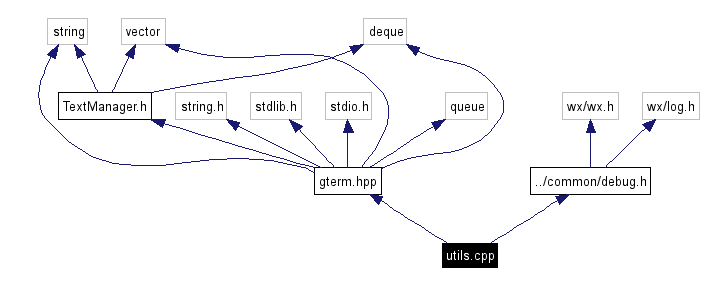 string vector deque
TextManager.h string.h stdlib.h stdio.h queue wx/wx.h wx/log.h
gterm.hpp ../common/debug.h
utils.cpp